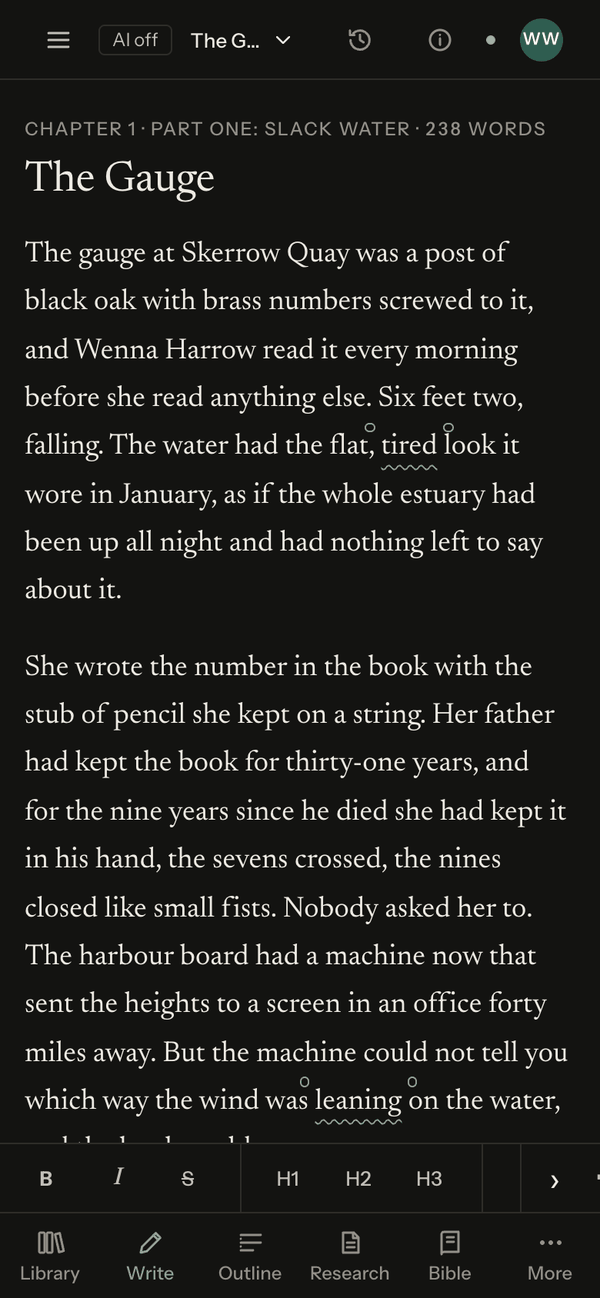 AI off The G...
WW
CHAPTER 1 · PART ONE: SLACK WATER · 238 WORDS
The Gauge
The gauge at Skerrow Quay was a post of
black oak with brass numbers screwed to it,
and Wenna Harrow read it every morning
before she read anything else. Six feet two,
falling. The water had the flat, tired look it
wore in January, as if the whole estuary had
been up all night and had nothing left to say
about it.
She wrote the number in the book with the
stub of pencil she kept on a string. Her father
had kept the book for thirty-one years, and
for the nine years since he died she had kept it
in his hand, the sevens crossed, the nines
closed like small fists. Nobody asked her to.
The harbour board had a machine now that
sent the heights to a screen in an office forty
miles away. But the machine could not tell you
which way the wind was leaning on the water,
B I S H1 H2 H3
Library Write Outline Research Bible More